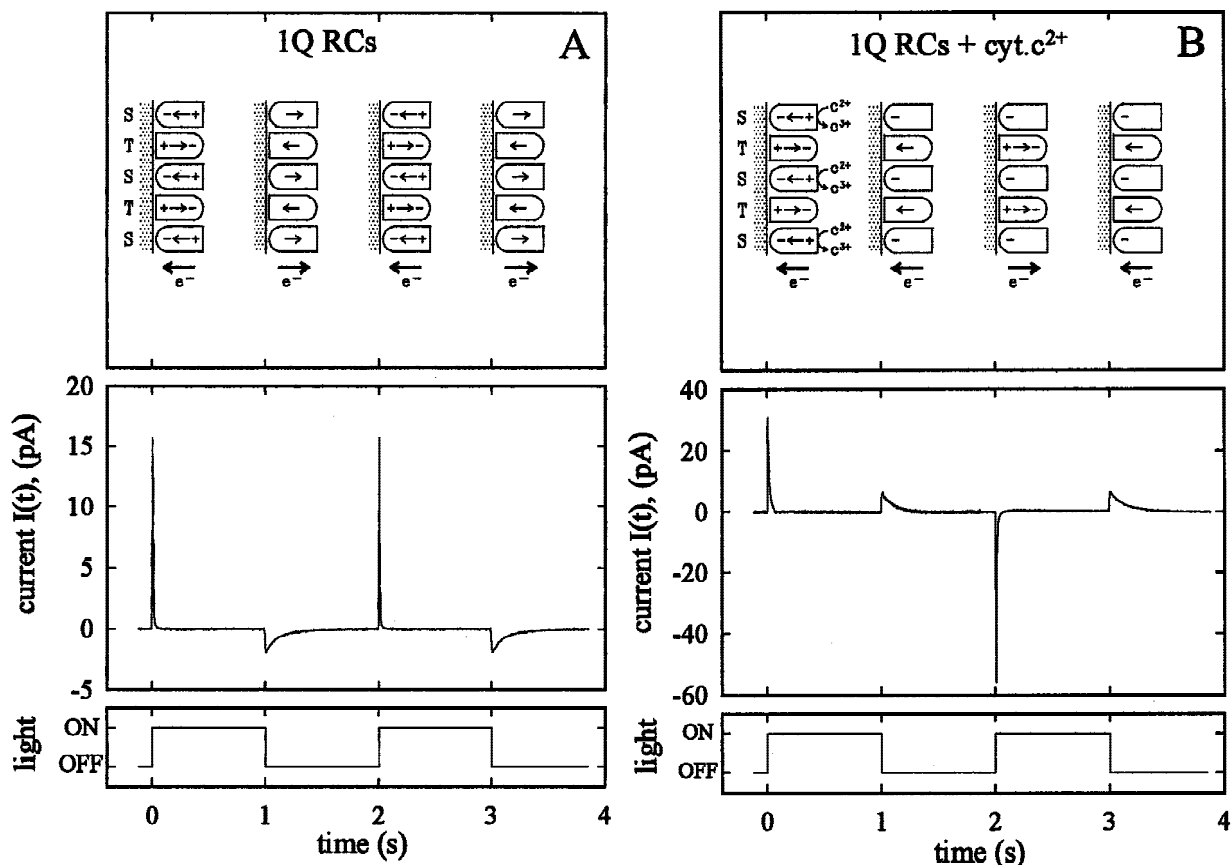 1Q RCs A
S
T
S
T
S
e⁻ e⁻ e⁻ e⁻
20
15
10
5
0
-5
current I(t), (pA)
ON
OFF
light
0 1 2 3 4
time (s)
1Q RCs + cyt.c²⁺ B
S C²⁺
C³⁺
T
S C²⁺
C³⁺
T
S C²⁺
C³⁺
e⁻ e⁻ e⁻ e⁻
40
20
0
-20
-40
-60
current I(t), (pA)
ON
OFF
light
0 1 2 3 4
time (s)